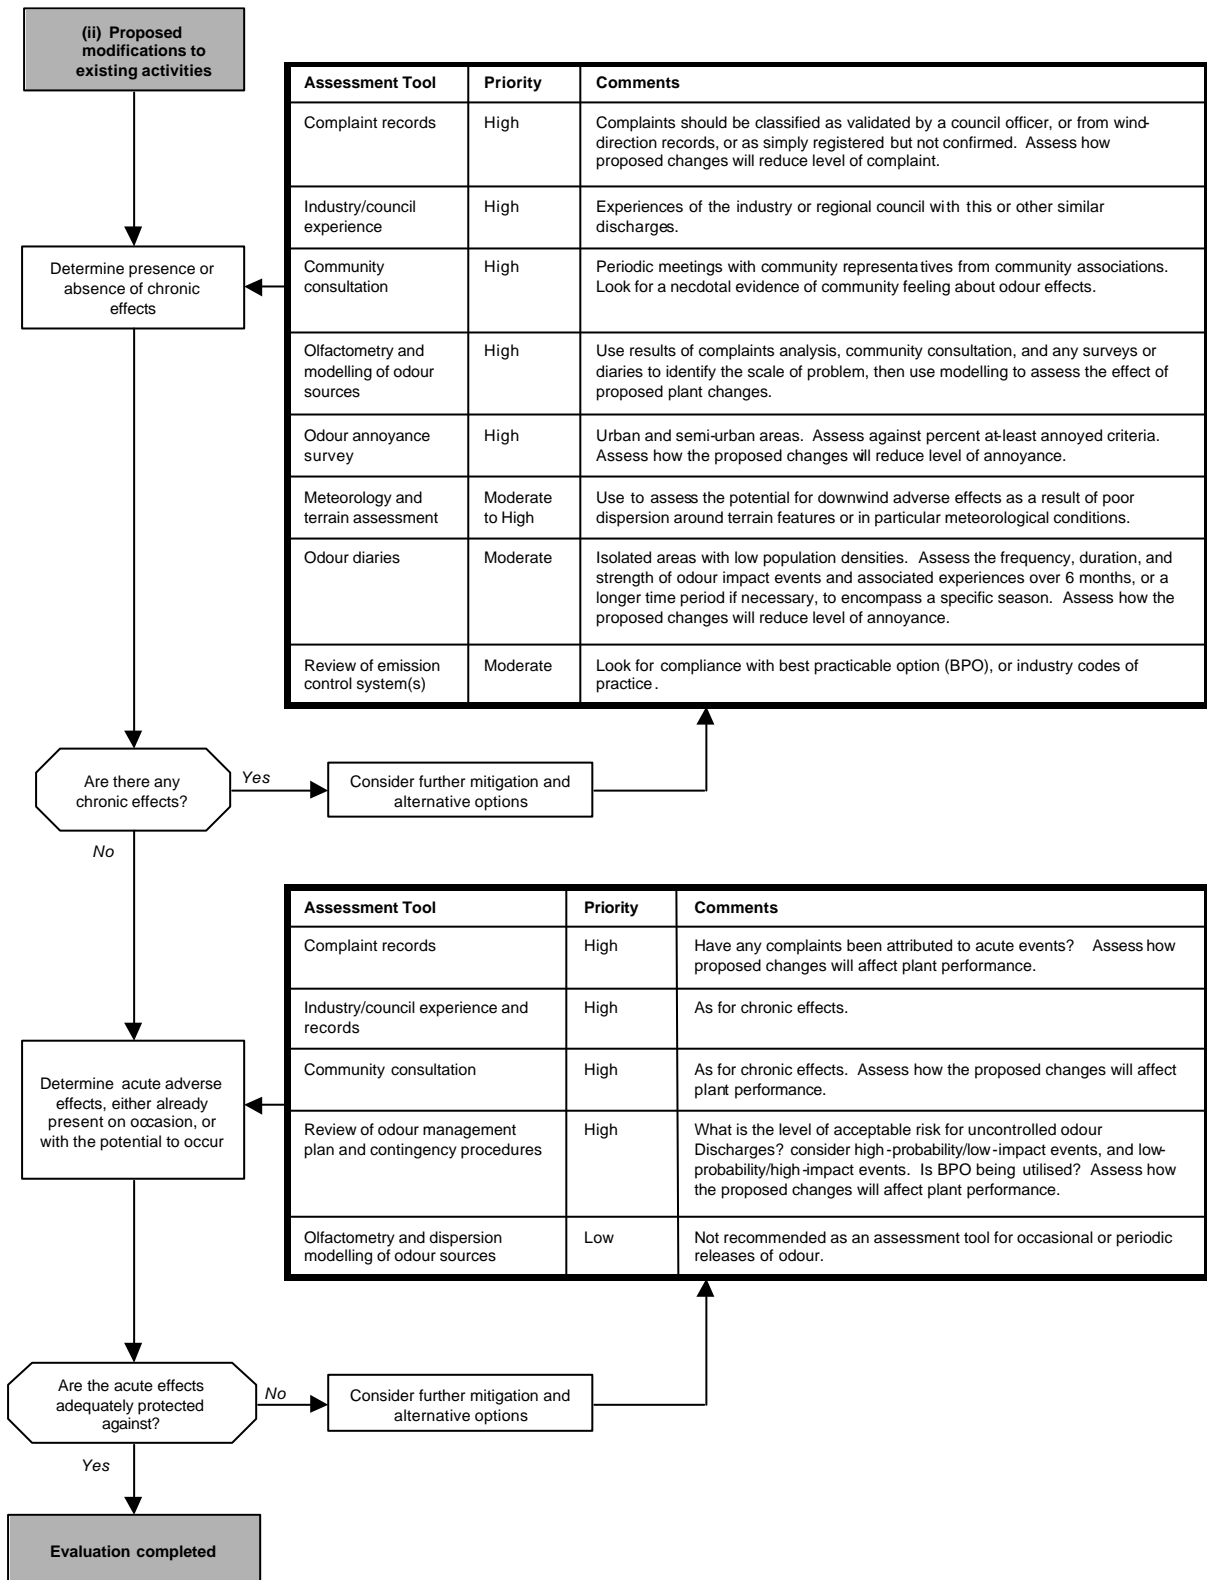 (ii) Proposed
modifications to
existing activities
Assessment Tool Priority Comments
Complaint records High Complaints should be classified as validated by a council officer, or from wind-
direction records, or as simply registered but not confirmed. Assess how
proposed changes will reduce level of complaint.
Industry/council
experience
High
Experiences of the industry or regional council with this or other similar
discharges.
Determine presence or
absence of chronic
effects
Community
consultation
High
Periodic meetings with community representatives from community associations.
Look for a necdotal evidence of community feeling about odour effects.
Olfactometry and
modelling of odour
sources
High
Use results of complaints analysis, community consultation, and any surveys or
diaries to identify the scale of problem, then use modelling to assess the effect of
proposed plant changes.
Odour annoyance
survey
High
Urban and semi-urban areas. Assess against percent at-least annoyed criteria.
Assess how the proposed changes will reduce level of annoyance.
Meteorology and
terrain assessment
Moderate
to High
Use to assess the potential for downwind adverse effects as a result of poor
dispersion around terrain features or in particular meteorological conditions.
Odour diaries
Moderate
Isolated areas with low population densities. Assess the frequency, duration, and
strength of odour impact events and associated experiences over 6 months, or a
longer time period if necessary, to encompass a specific season. Assess how the
proposed changes will reduce level of annoyance.
Review of emission
control system(s)
Moderate
Look for compliance with best practicable option (BPO), or industry codes of
practice.
Are there any
chronic effects?
Yes
Consider further mitigation and
alternative options
No
Assessment Tool Priority Comments
Complaint records
High
Have any complaints been attributed to acute events? Assess how
proposed changes will affect plant performance.
Industry/council experience and
records
High
As for chronic effects.
Determine acute adverse
effects, either already
present on occasion, or
with the potential to occur
Community consultation
High
As for chronic effects. Assess how the proposed changes will affect
plant performance.
Review of odour management
plan and contingency procedures
High
What is the level of acceptable risk for uncontrolled odour
Discharges? consider high-probability/low-impact events, and low-
probability/high-impact events. Is BPO being utilised? Assess how
the proposed changes will affect plant performance.
Olfactometry and dispersion
modelling of odour sources
Low
Not recommended as an assessment tool for occasional or periodic
releases of odour.
Are the acute effects
adequately protected
against?
No
Consider further mitigation and
alternative options
Yes
Evaluation completed